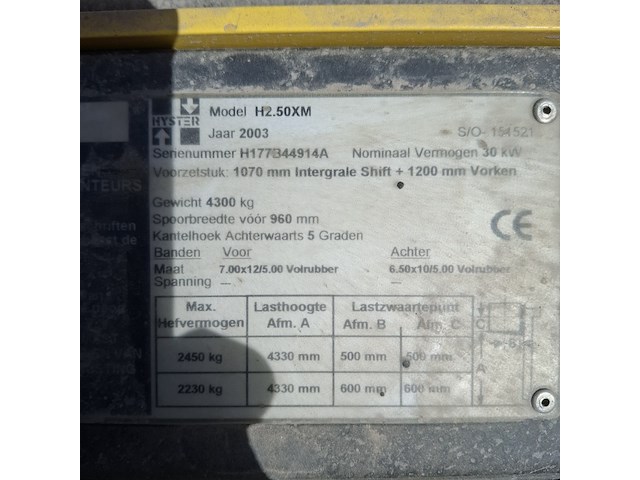 HYSTER
Model H2.50XM
Jaar 2003 S/O 154521
Serienummer H177B44914A Nominaal Vermogen 30 kW
Voorzetstuk: 1070 mm Intergrale Shift + 1200 mm Vorken
Gewicht 4300 kg
Spoorbreedte vóór 960 mm
Kantelhoek Achterwaarts 5 Graden
CE
Banden Voor Achter
Maat 7.00x12/5.00 Volrubber 6.50x10/5.00 Volrubber
Spanning — —
Max. Hefvermogen Lasthoogte Afm. A Lastzwaartepunt Afm. B Afm. C
2450 kg 4330 mm 500 mm 500 mm
2230 kg 4330 mm 600 mm 600 mm
C
B
A
NTEURS